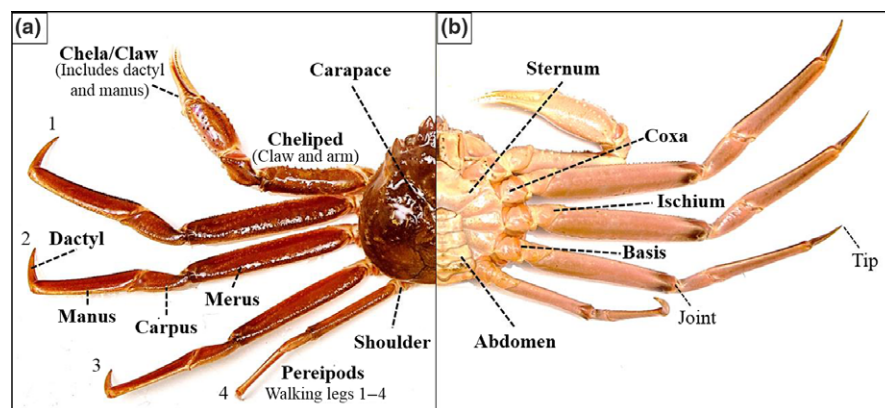 (a)
Chela/Claw
(Includes dactyl
and manus)
Carapace
1
Cheliped
(Claw and arm)
2
Dactyl
Manus
Carpus
Merus
Shoulder
3
4
Pereipods
Walking legs 1–4
(b)
Sternum
Coxa
Ischium
Basis
Tip
Joint
Abdomen